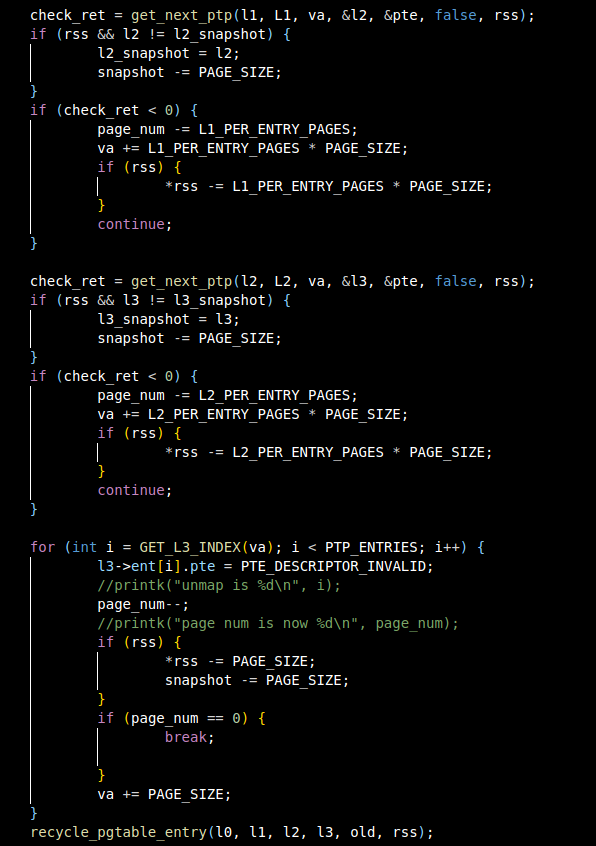 check_ret = get_next_ptp(l1, L1, va, &l2, &pte, false, rss);
if (rss && l2 != l2_snapshot) {
l2_snapshot = l2;
snapshot -= PAGE_SIZE;
}
if (check_ret < 0) {
page_num -= L1_PER_ENTRY_PAGES;
va += L1_PER_ENTRY_PAGES * PAGE_SIZE;
if (rss) {
*rss -= L1_PER_ENTRY_PAGES * PAGE_SIZE;
}
continue;
}
check_ret = get_next_ptp(l2, L2, va, &l3, &pte, false, rss);
if (rss && l3 != l3_snapshot) {
l3_snapshot = l3;
snapshot -= PAGE_SIZE;
}
if (check_ret < 0) {
page_num -= L2_PER_ENTRY_PAGES;
va += L2_PER_ENTRY_PAGES * PAGE_SIZE;
if (rss) {
*rss -= L2_PER_ENTRY_PAGES * PAGE_SIZE;
}
continue;
}
for (int i = GET_L3_INDEX(va); i < PTP_ENTRIES; i++) {
l3->ent[i].pte = PTE_DESCRIPTOR_INVALID;
//printk("unmap is %d\n", i);
page_num--;
//printk("page num is now %d\n", page_num);
if (rss) {
*rss -= PAGE_SIZE;
snapshot -= PAGE_SIZE;
}
if (page_num == 0) {
break;
}
va += PAGE_SIZE;
}
recycle_pgtable_entry(l0, l1, l2, l3, old, rss);